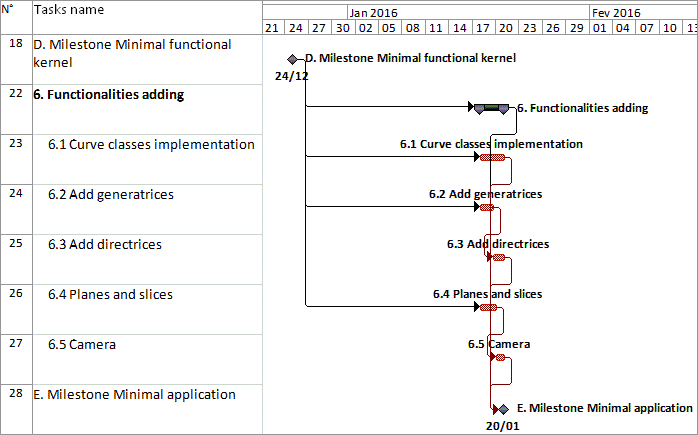 N° Tasks name
Jan 2016 Fev 2016
21 24 27 30 02 05 08 11 14 17 20 23 26 29 01 04 07 10 13
18 D. Milestone Minimal functional
kernel
D. Milestone Minimal functional kernel
24/12
22 6. Functionalities adding
6. Functionalities adding
23 6.1 Curve classes implementation
6.1 Curve classes implementation
24 6.2 Add generatrices
6.2 Add generatrices
25 6.3 Add directrices
6.3 Add directrices
26 6.4 Planes and slices
6.4 Planes and slices
27 6.5 Camera
6.5 Camera
28 E. Milestone Minimal application
E. Milestone Minimal application
20/01